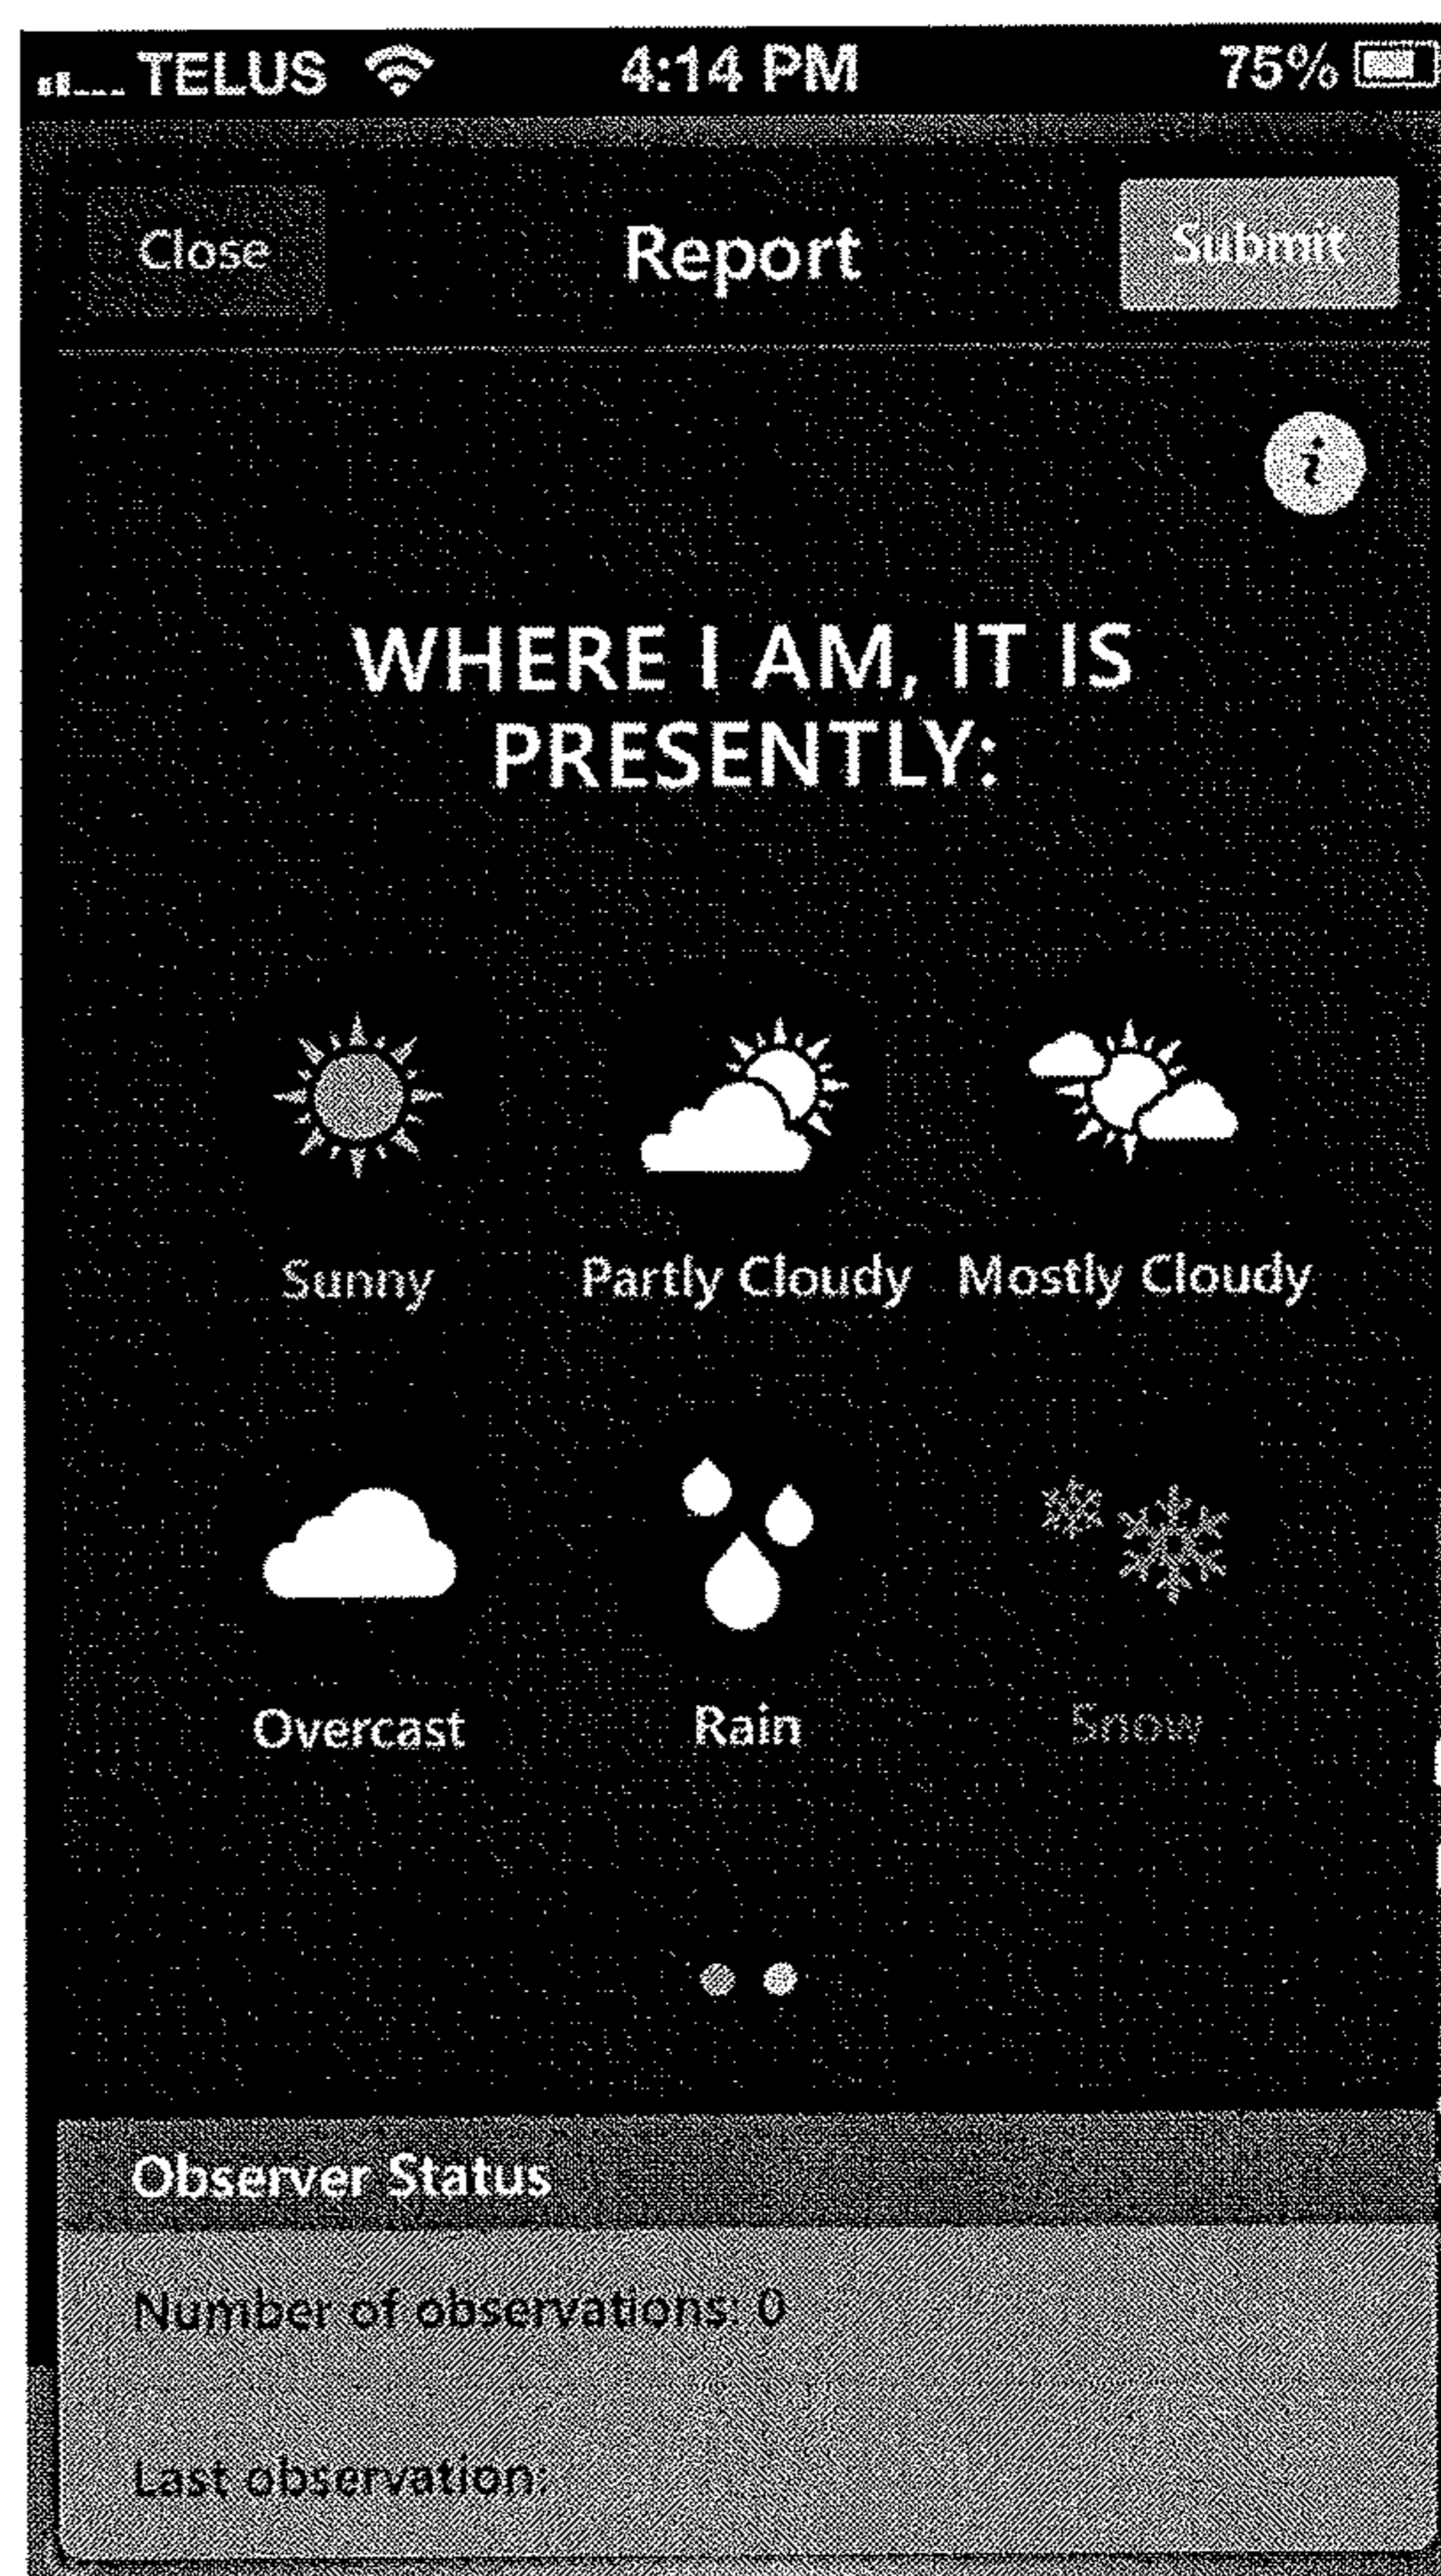 TELUS 4:14 PM 75%
Close Report Submit
i
WHERE I AM, IT IS
PRESENTLY:
Sunny Partly Cloudy Mostly Cloudy
Overcast Rain Snow
Observer Status
Number of observations: 0
Last observation: